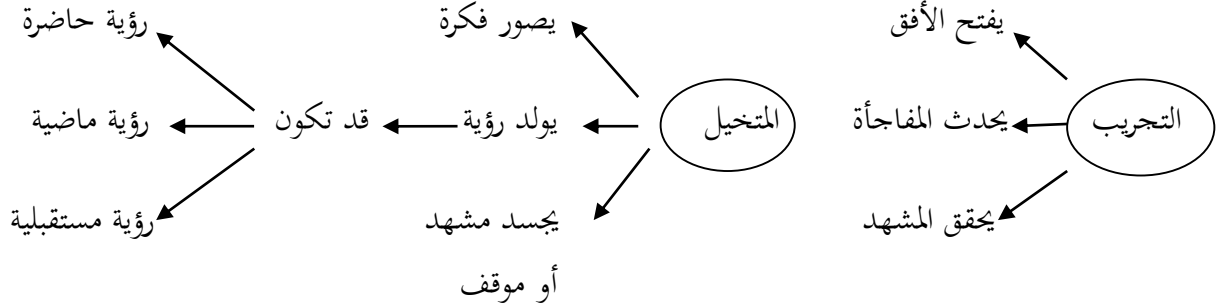 يفتح الأفق
يصور فكرة
رؤية حاضرة
التجريب
يحدث المفاجأة
المتخيل
يولد رؤية
قد تكون
رؤية ماضية
يحقق المشهد
يجسد مشهد
رؤية مستقبلية
أو موقف